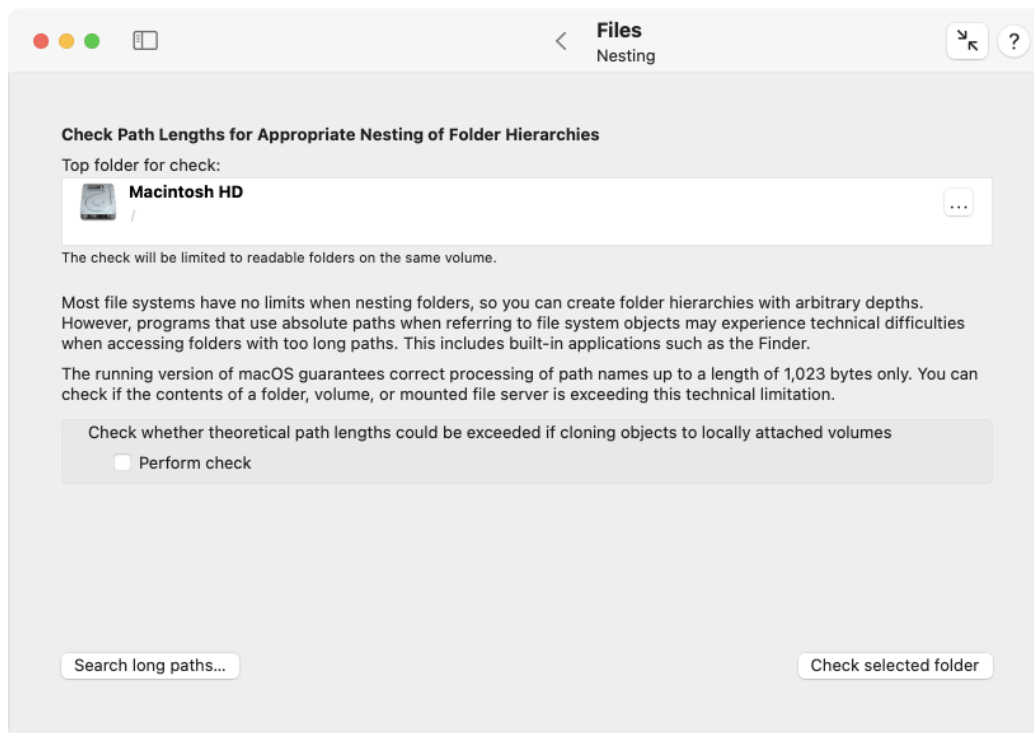 Files
Nesting
?
Check Path Lengths for Appropriate Nesting of Folder Hierarchies
Top folder for check:
Macintosh HD
/
...
The check will be limited to readable folders on the same volume.
Most file systems have no limits when nesting folders, so you can create folder hierarchies with arbitrary depths.
However, programs that use absolute paths when referring to file system objects may experience technical difficulties
when accessing folders with too long paths. This includes built-in applications such as the Finder.
The running version of macOS guarantees correct processing of path names up to a length of 1,023 bytes only. You can
check if the contents of a folder, volume, or mounted file server is exceeding this technical limitation.
Check whether theoretical path lengths could be exceeded if cloning objects to locally attached volumes
Perform check
Search long paths...
Check selected folder